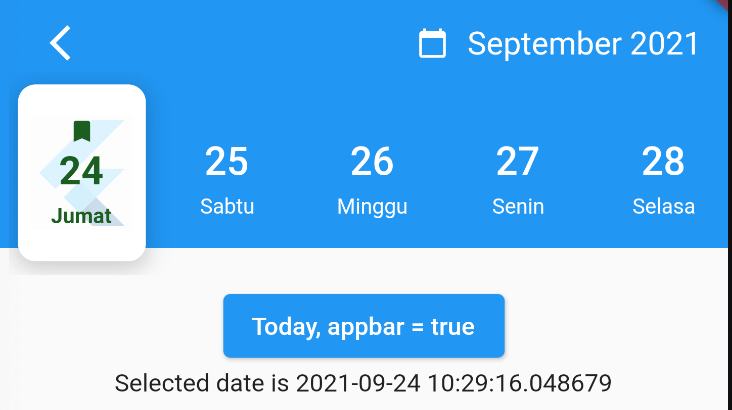 September 2021
24 25 26 27 28
Jumat Sabtu Minggu Senin Selasa
Today, appbar = true
Selected date is 2021-09-24 10:29:16.048679